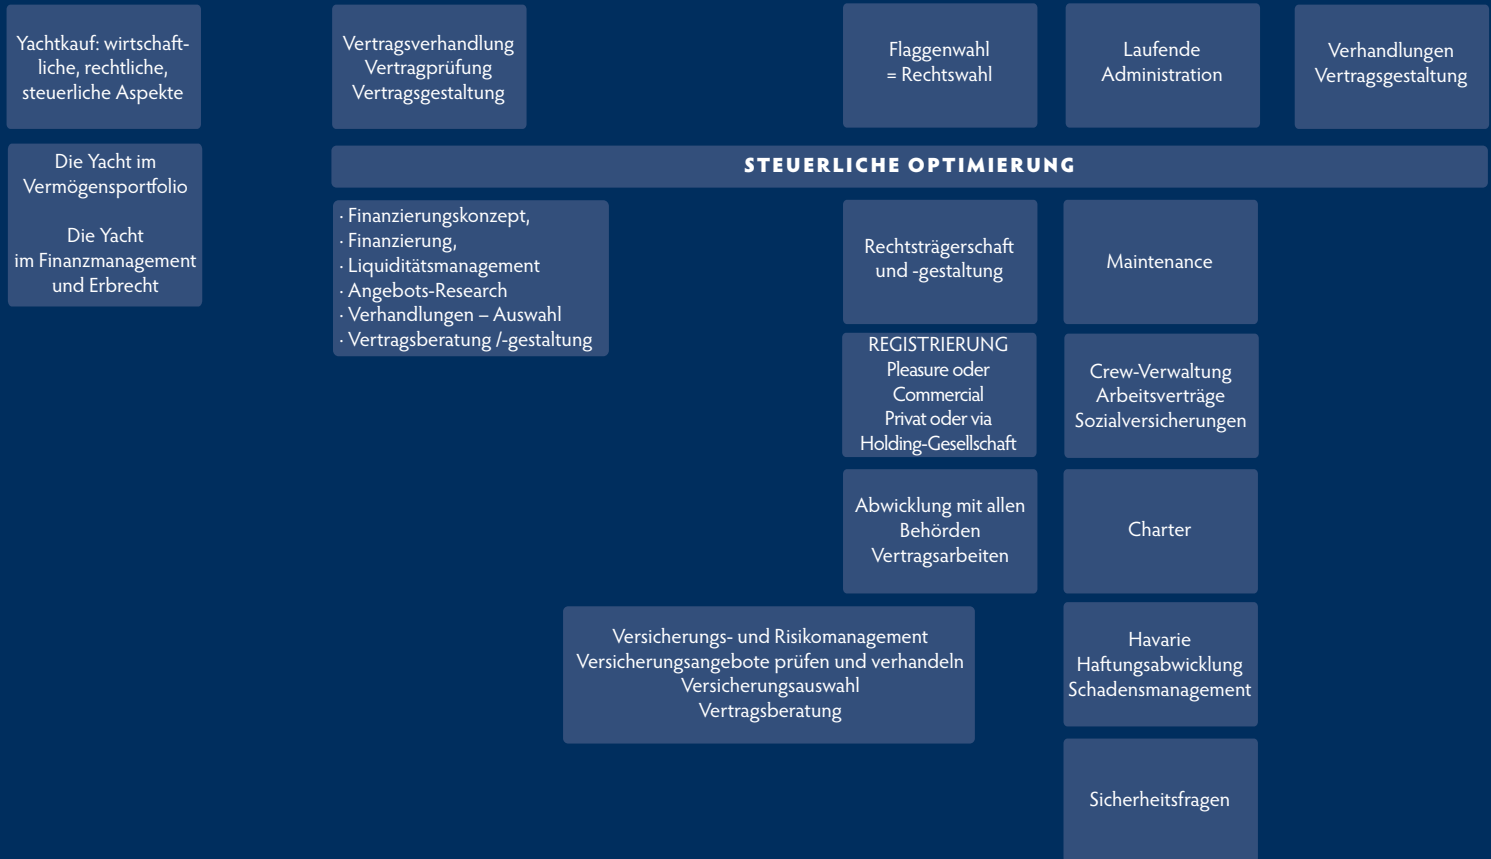 Yachtkauf: wirtschaft-
liche, rechtliche,
steuerliche Aspekte
Vertragsverhandlung
Vertragprüfung
Vertragsgestaltung
Flaggenwahl
= Rechtswahl
Laufende
Administration
Verhandlungen
Vertragsgestaltung
Die Yacht im
Vermögensportfolio
Die Yacht
im Finanzmanagement
und Erbrecht
STEUERLICHE OPTIMIERUNG
· Finanzierungskonzept,
· Finanzierung,
· Liquiditätsmanagement
· Angebots-Research
· Verhandlungen – Auswahl
· Vertragsberatung /-gestaltung
Rechtsträgerschaft
und -gestaltung
Maintenance
REGISTRIERUNG
Pleasure oder
Commercial
Privat oder via
Holding-Gesellschaft
Crew-Verwaltung
Arbeitsverträge
Sozialversicherungen
Abwicklung mit allen
Behörden
Vertragsarbeiten
Charter
Versicherungs- und Risikomanagement
Versicherungsangebote prüfen und verhandeln
Versicherungsauswahl
Vertragsberatung
Havarie
Haftungsabwicklung
Schadensmanagement
Sicherheitsfragen